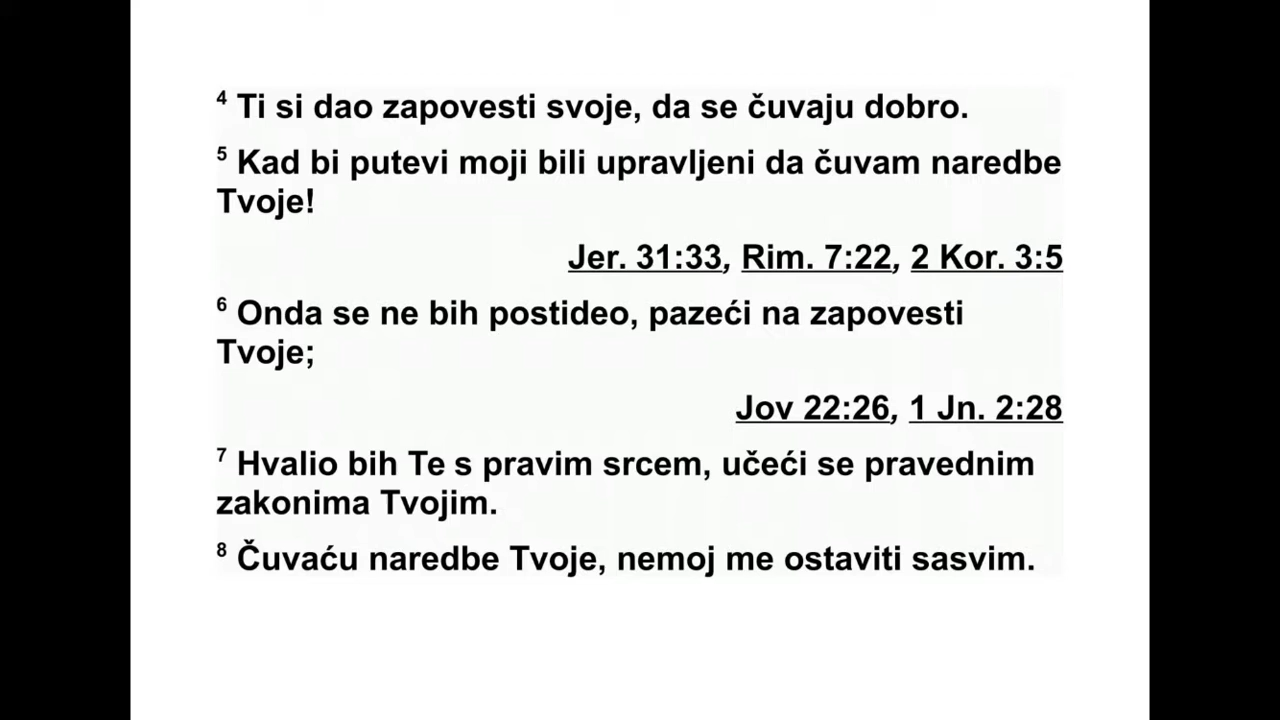 4 Ti si dao zapovesti svoje, da se čuvaju dobro.
5 Kad bi putevi moji bili upravljeni da čuvam naredbe
Tvoje!
Jer. 31:33, Rim. 7:22, 2 Kor. 3:5
6 Onda se ne bih postideo, pazeći na zapovesti
Tvoje;
Jov 22:26, 1 Jn. 2:28
7 Hvalio bih Te s pravim srcem, učeći se pravednim
zakonima Tvojim.
8 Čuvaću naredbe Tvoje, nemoj me ostaviti sasvim.